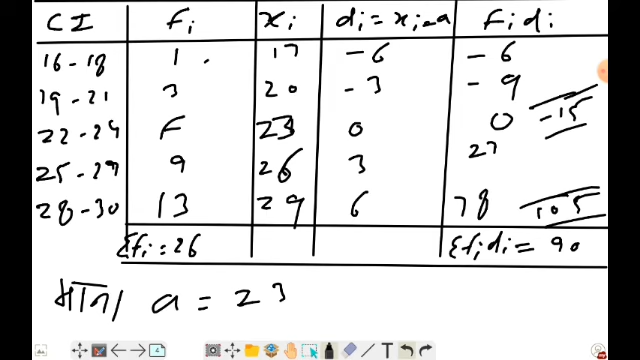 CI fi xi di = xi - a Fidi
16-18 1 17 -6 -6
19-21 3 20 -3 -9
22-24 F 23 0 0 -15
25-29 9 26 3 27
28-30 13 29 6 78 105
Σfi = 26 Σfidi = 90
माना a = 23